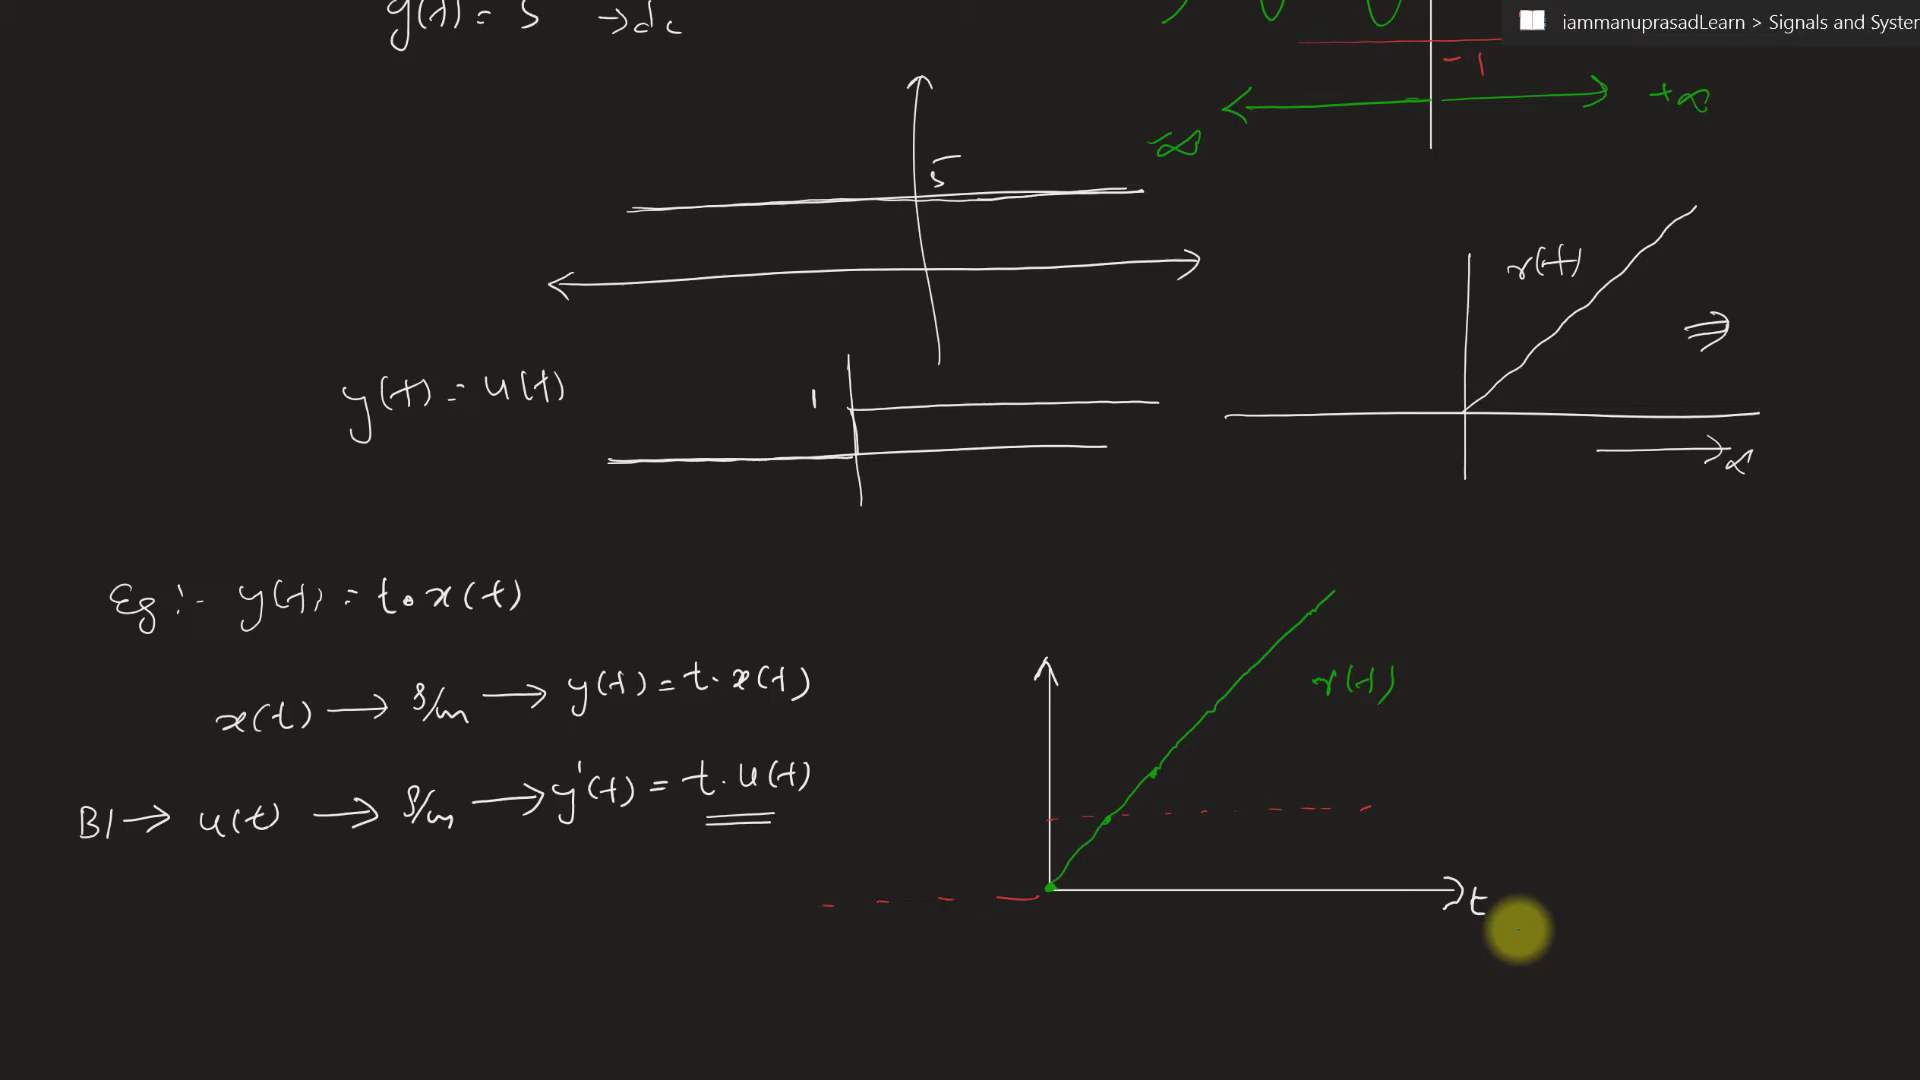 y(t) = 5 → dc
iammanuprasadLearn > Signals and Syster
- 1
+∞
-∞
5
r(t)
y(t) = u(t)
1
∞
Eg :- y(t) = t . x(t)
x(t) → S/m → y(t) = t . x(t)
r(t)
BI → u(t) → S/m → y'(t) = t . u(t)
t